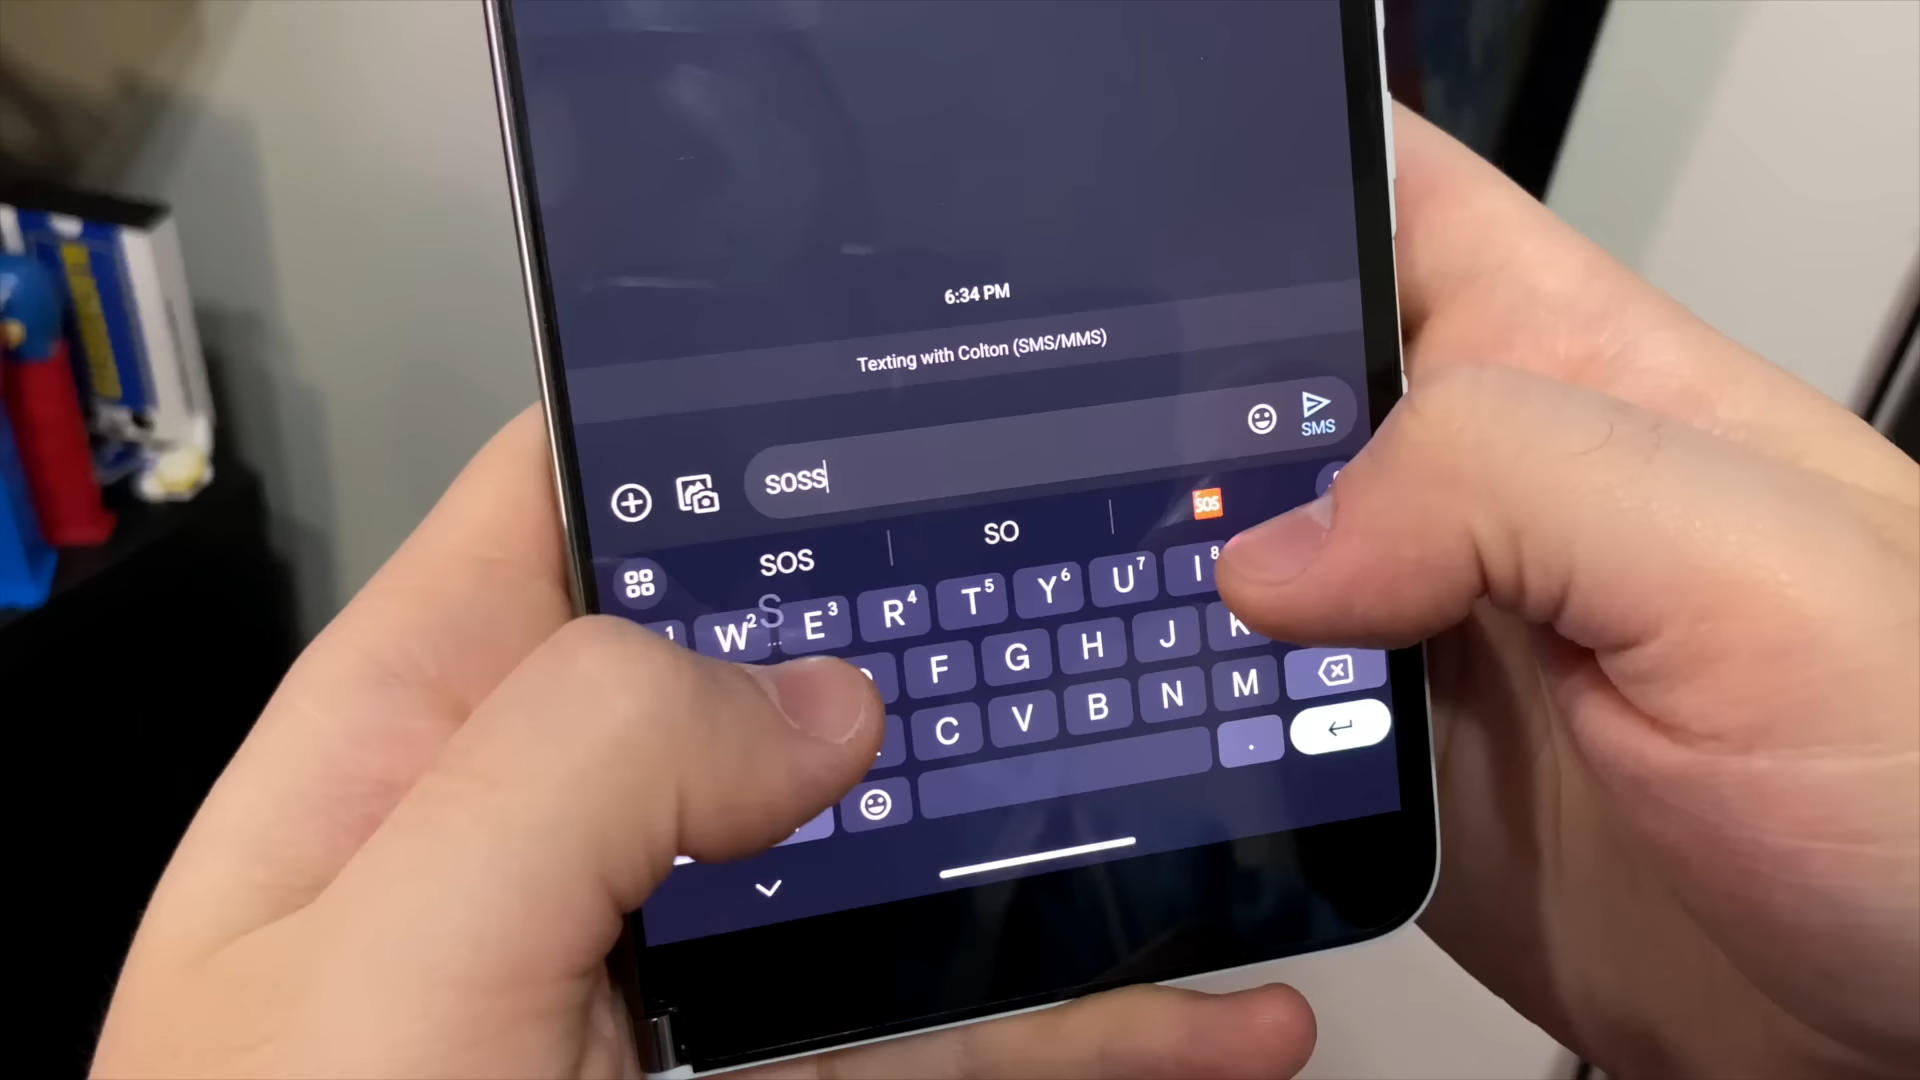 6:34 PM
Texting with Colton (SMS/MMS)
soss
SMS
SOS
SO
SOS
S
1 W2 E3 R4 T5 Y6 U7 I8
F G H J K
C V B N M
.